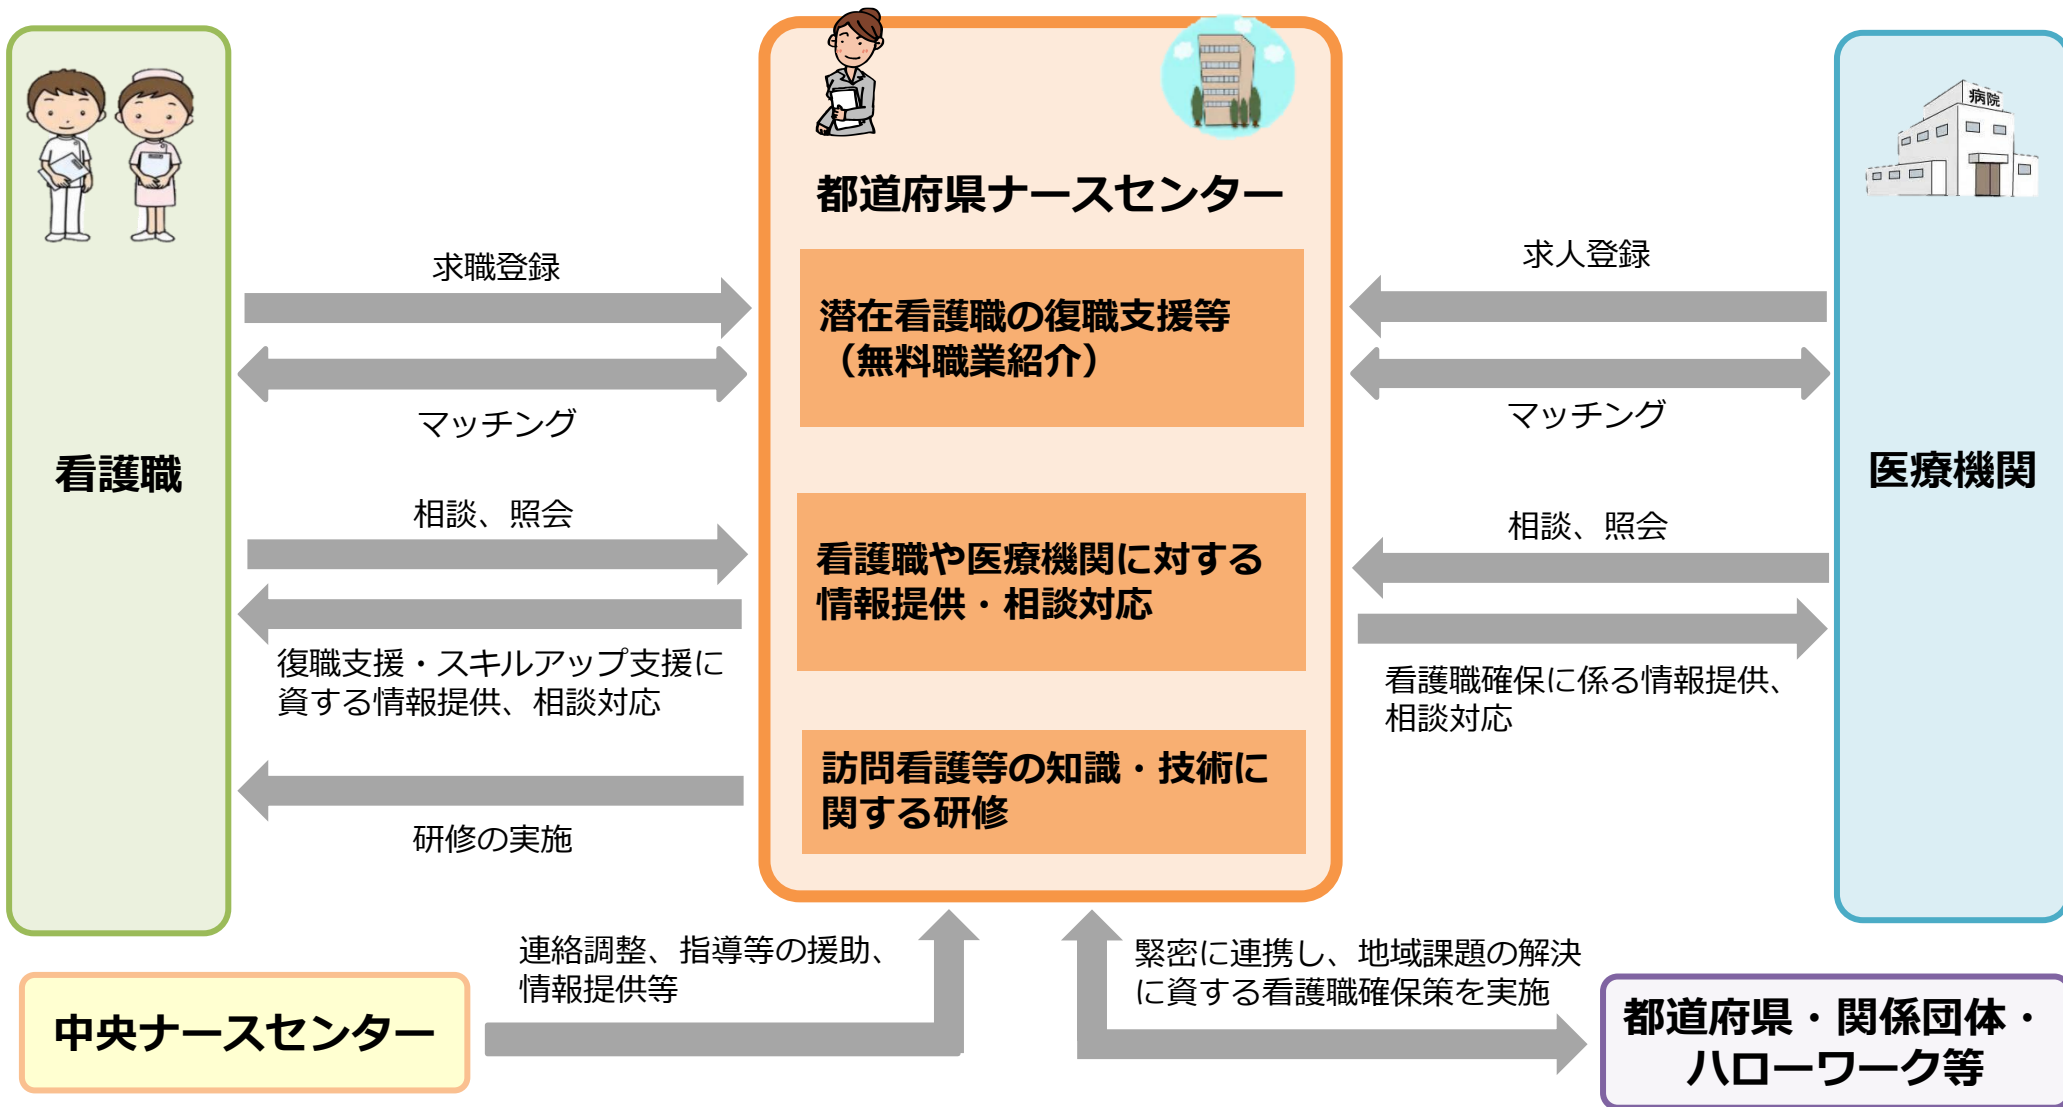 病院
都道府県ナースセンター
求職登録
求人登録
潜在看護職の復職支援等
（無料職業紹介）
マッチング
マッチング
看護職
医療機関
相談、照会
相談、照会
看護職や医療機関に対する
情報提供・相談対応
復職支援・スキルアップ支援に
資する情報提供、相談対応
看護職確保に係る情報提供、
相談対応
訪問看護等の知識・技術に
関する研修
研修の実施
連絡調整、指導等の援助、
情報提供等
緊密に連携し、地域課題の解決
に資する看護職確保策を実施
中央ナースセンター
都道府県・関係団体・
ハローワーク等